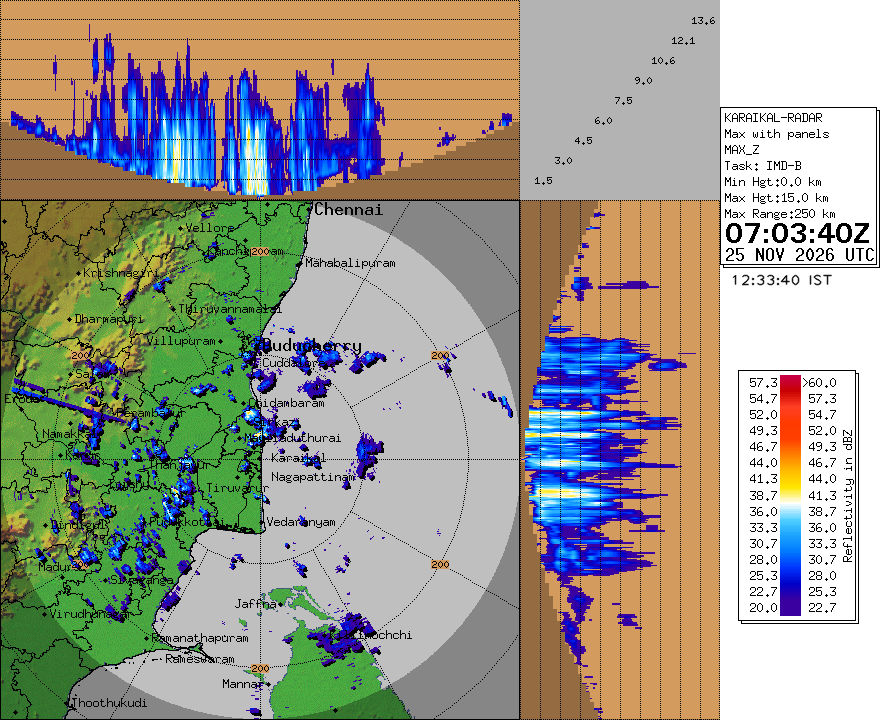 13.6
12.1
10.6
9.0
7.5
6.0
4.5
3.0
1.5
KARAIKAL-RADAR
Max with panels
MAX_Z
Task: IMD-B
Min Hgt:0.0 km
Max Hgt:15.0 km
Max Range:250 km
07:03:40Z
25 NOV 2026 UTC
12:33:40 IST
Chennai
Vellore
200
Mahabalipuram
Krishnagiri
Thiruvannamalai
Dharmapuri
Villupuram
Puducherry
200
200
Cuddalor
Chidambaram
Perambalur
Namakkal
Mayiladuthurai
Karaikal
Thanjavur
Nagapattinam
Tiruvarur
Pudukkottai
Vedaranyam
Dindigul
Madurai
200
Sivaganga
Jaffna
Virudhunagar
Ramanathapuram
Killinochchi
Rameswaram
200
Mannar
Thoothukudi
57.3 >60.0
54.7 57.3
52.0 54.7
49.3 52.0
46.7 49.3
44.0 46.7
41.3 44.0
38.7 41.3
36.0 38.7
33.3 36.0
30.7 33.3
28.0 30.7
25.3 28.0
22.7 25.3
20.0 22.7
Reflectivity in dBZ